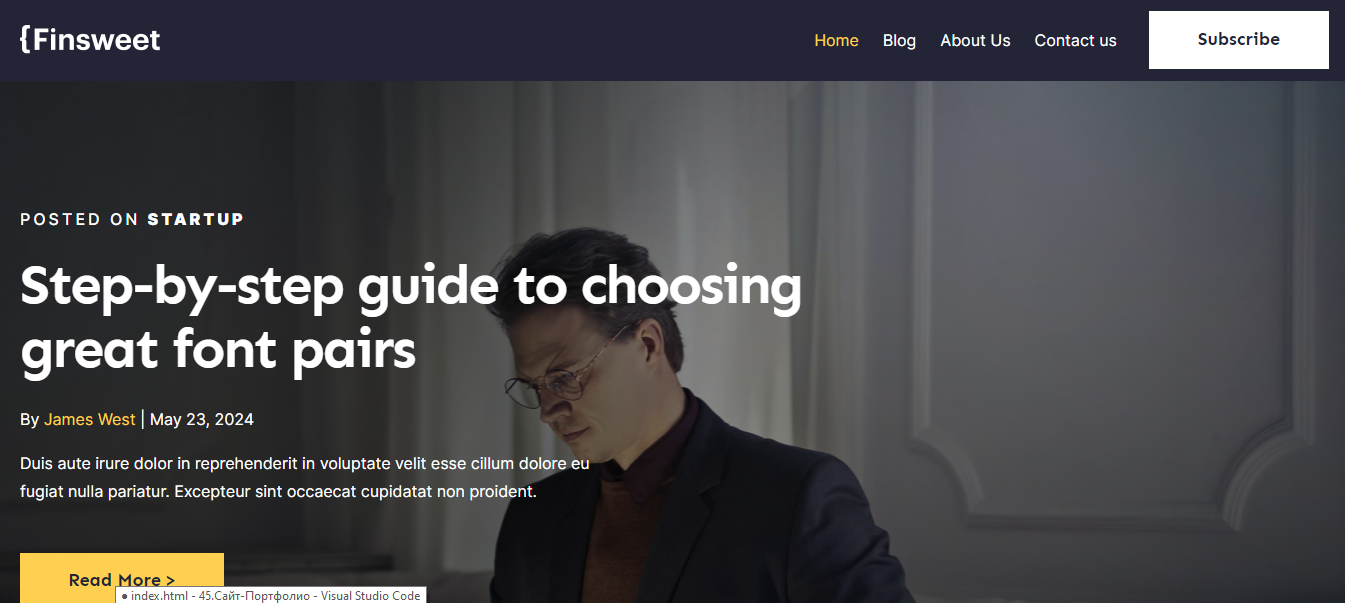 {Finsweet
Home Blog About Us Contact us Subscribe
POSTED ON STARTUP
Step-by-step guide to choosing
great font pairs
By James West | May 23, 2024
Duis aute irure dolor in reprehenderit in voluptate velit esse cillum dolore eu
fugiat nulla pariatur. Excepteur sint occaecat cupidatat non proident.
Read More >
● index.html - 45.Сайт-Портфолио - Visual Studio Code